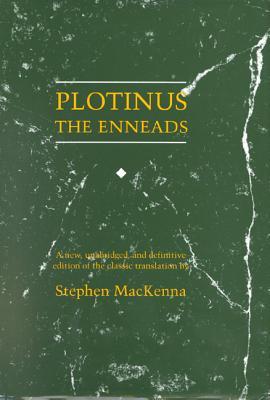 PLOTINUS
THE ENNEADS
A new, unabridged, and definitive
edition of the classic translation by
Stephen MacKenna